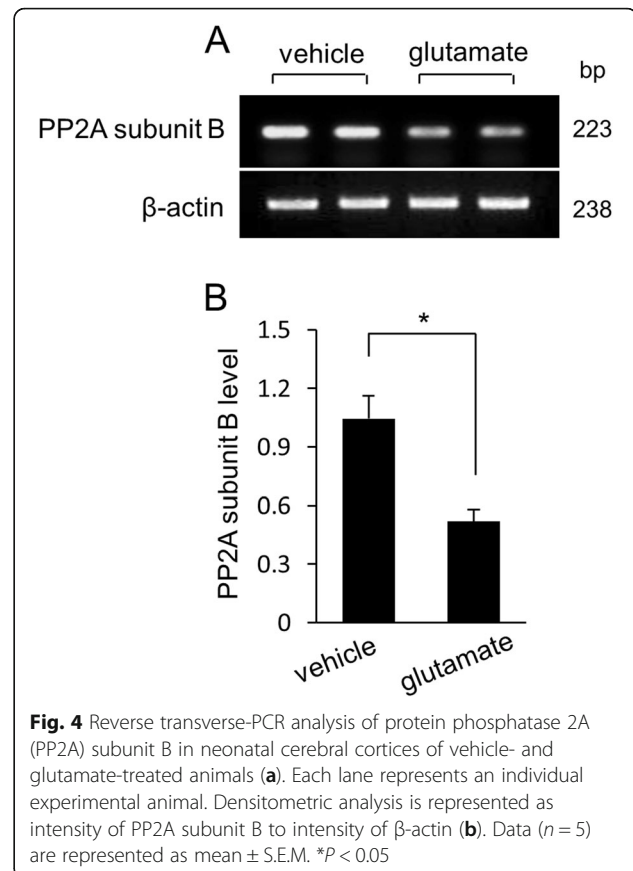 A
vehicle glutamate bp
PP2A subunit B 223
β-actin 238
B
*
PP2A subunit B level
1.5
1.2
0.9
0.6
0.3
0
vehicle glutamate
Fig. 4 Reverse transverse-PCR analysis of protein phosphatase 2A
(PP2A) subunit B in neonatal cerebral cortices of vehicle- and
glutamate-treated animals (a). Each lane represents an individual
experimental animal. Densitometric analysis is represented as
intensity of PP2A subunit B to intensity of β-actin (b). Data (n = 5)
are represented as mean ± S.E.M. *P < 0.05